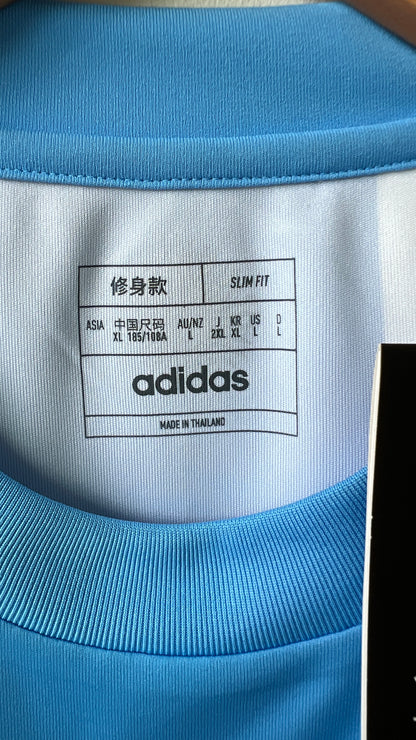 修身款 SLIM FIT
ASIA 中国尺码 AU/NZ J KR US D
XL 185/108A L 2XL XL L L
adidas
MADE IN THAILAND